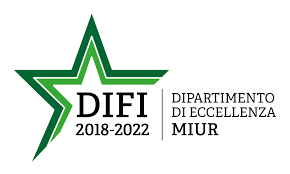 DIFI
2018-2022
DIPARTIMENTO
DI ECCELLENZA
MIUR